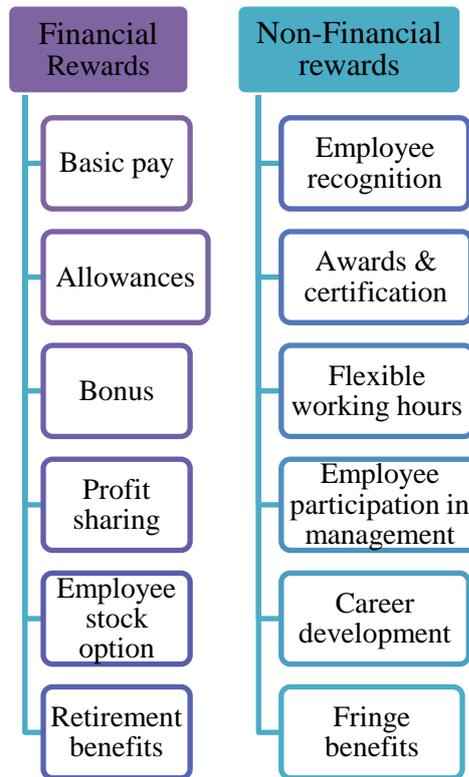 Financial
Rewards
Basic pay
Allowances
Bonus
Profit
sharing
Employee
stock
option
Retirement
benefits
Non-Financial
rewards
Employee
recognition
Awards &
certification
Flexible
working hours
Employee
participation in
management
Career
development
Fringe
benefits